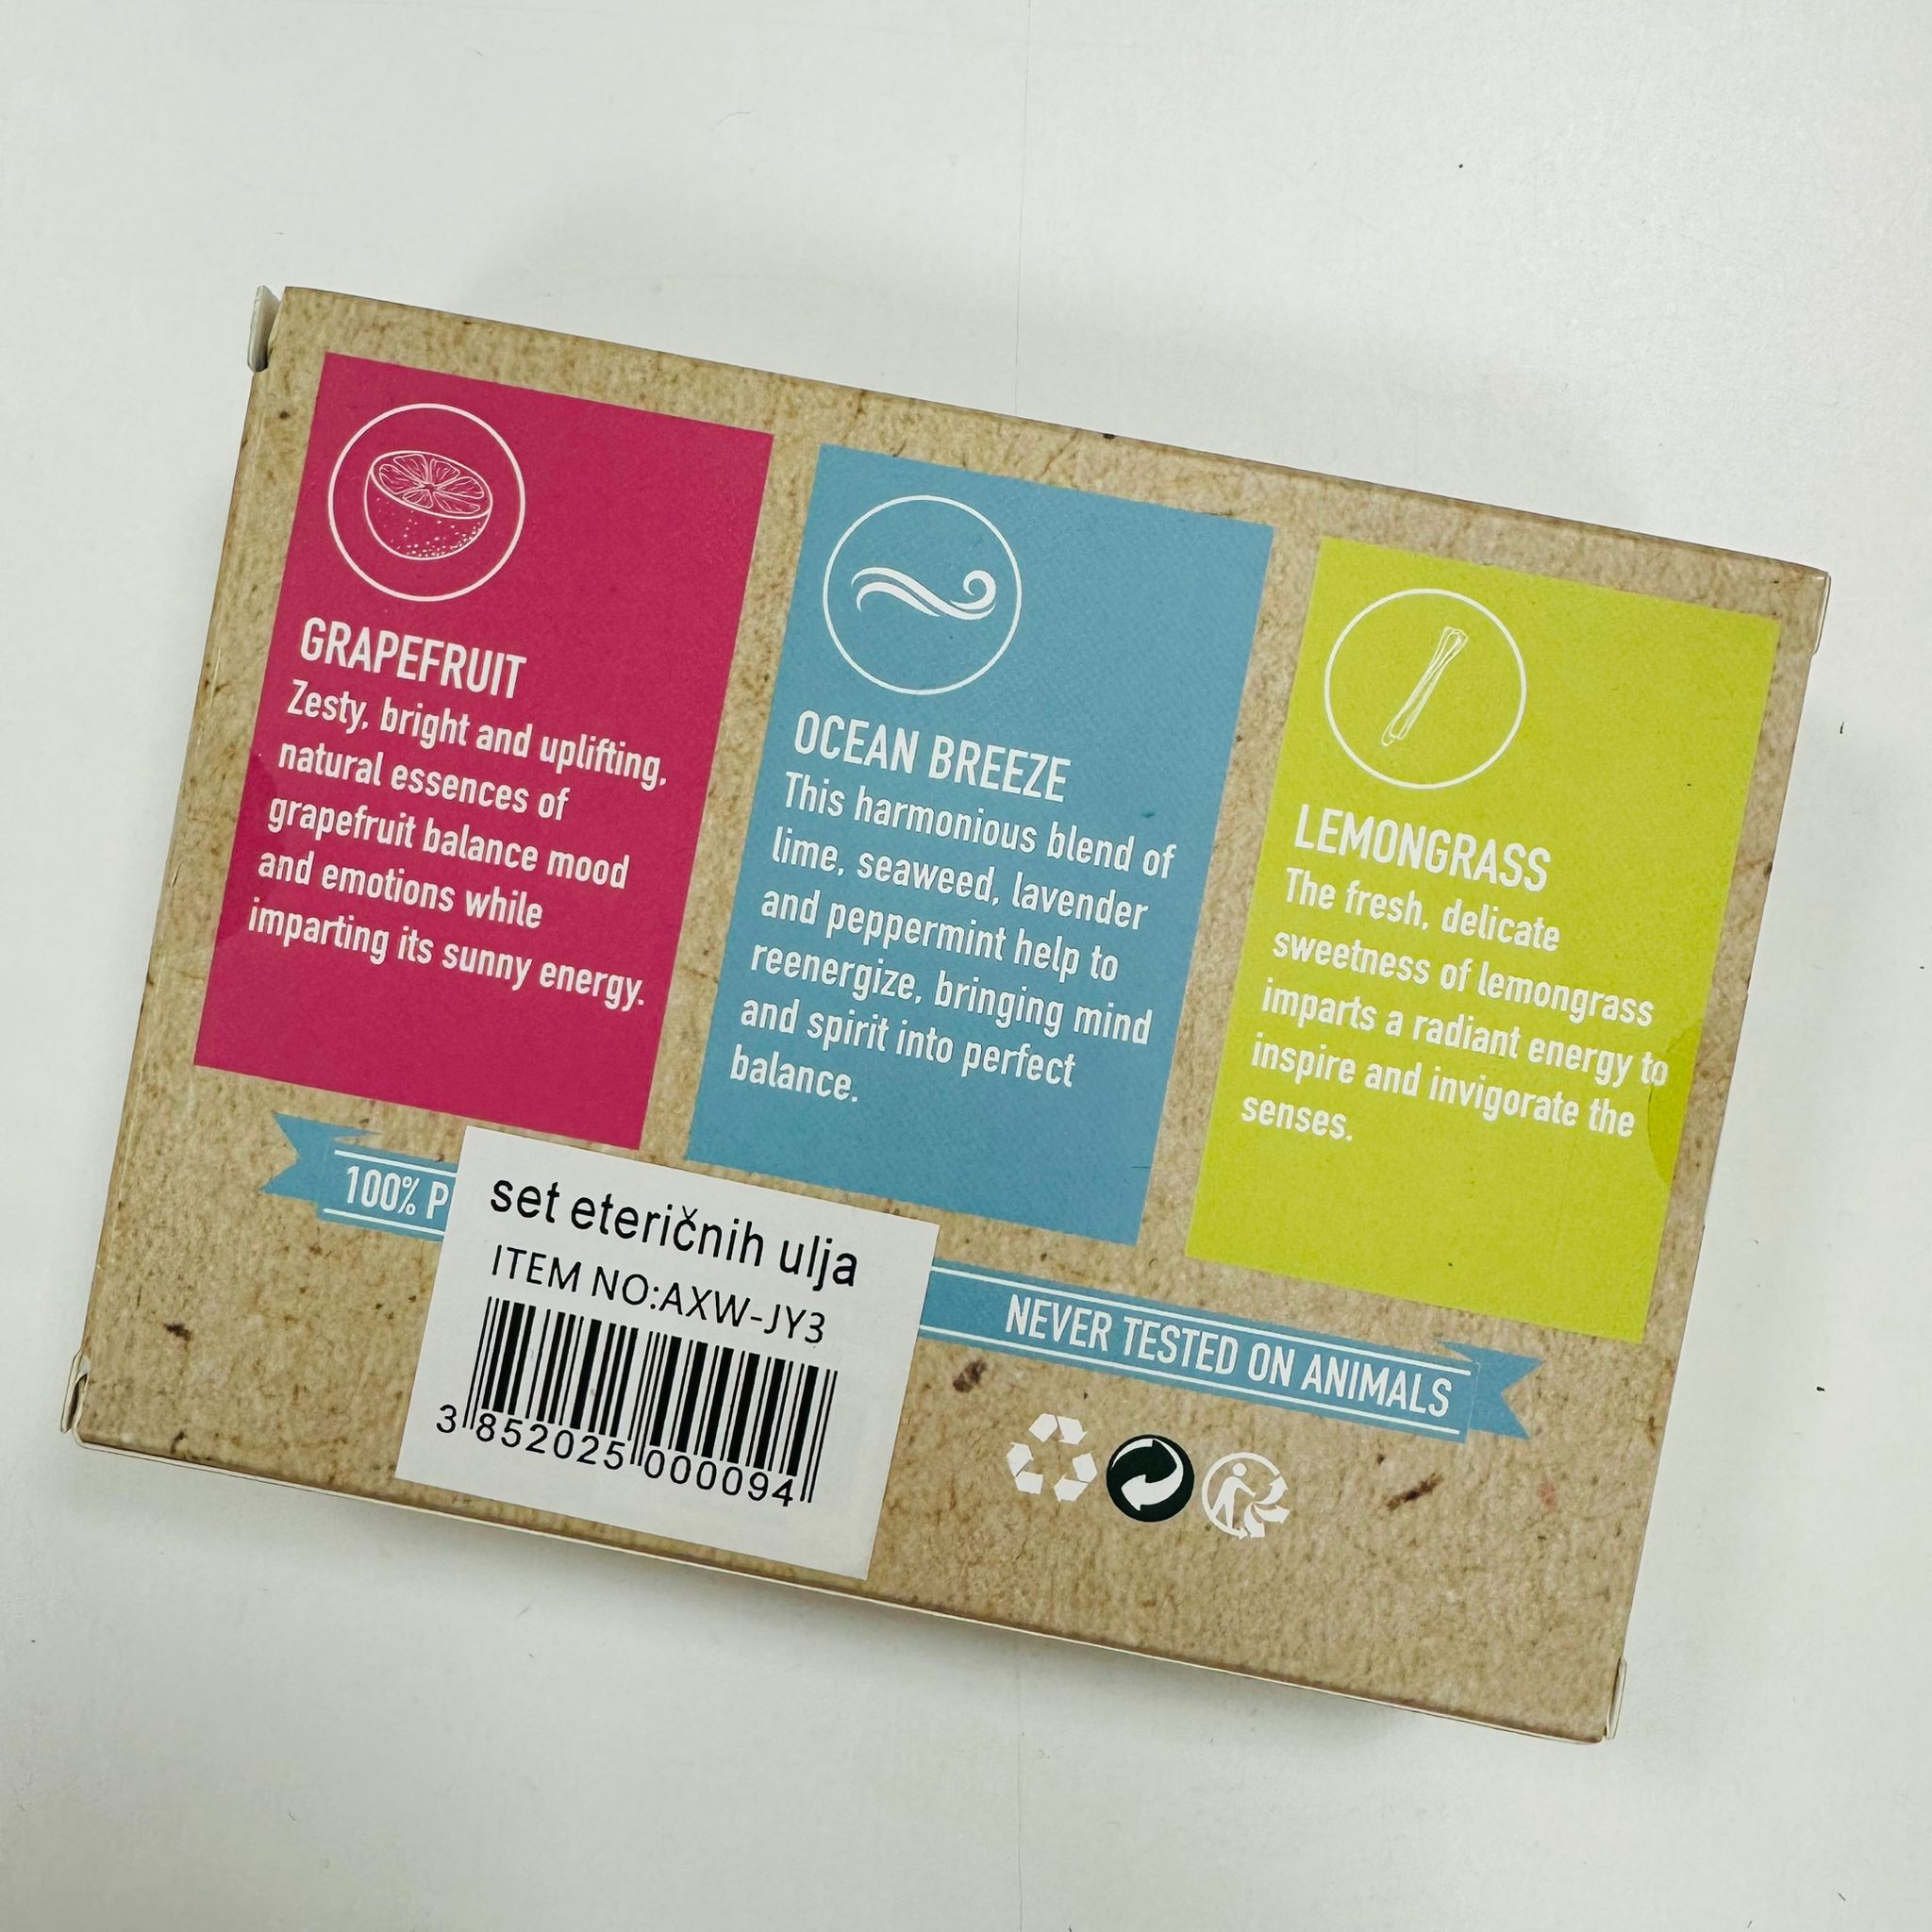 GRAPEFRUIT
Zesty, bright and uplifting,
natural essences of
grapefruit balance mood
and emotions while
imparting its sunny energy.
OCEAN BREEZE
This harmonious blend of
lime, seaweed, lavender
and peppermint help to
reenergize, bringing mind
and spirit into perfect
balance.
LEMONGRASS
The fresh, delicate
sweetness of lemongrass
imparts a radiant energy to
inspire and invigorate the
senses.
100% P
NEVER TESTED ON ANIMALS
set eteričnih ulja
ITEM NO:AXW-JY3
3 852025 000094